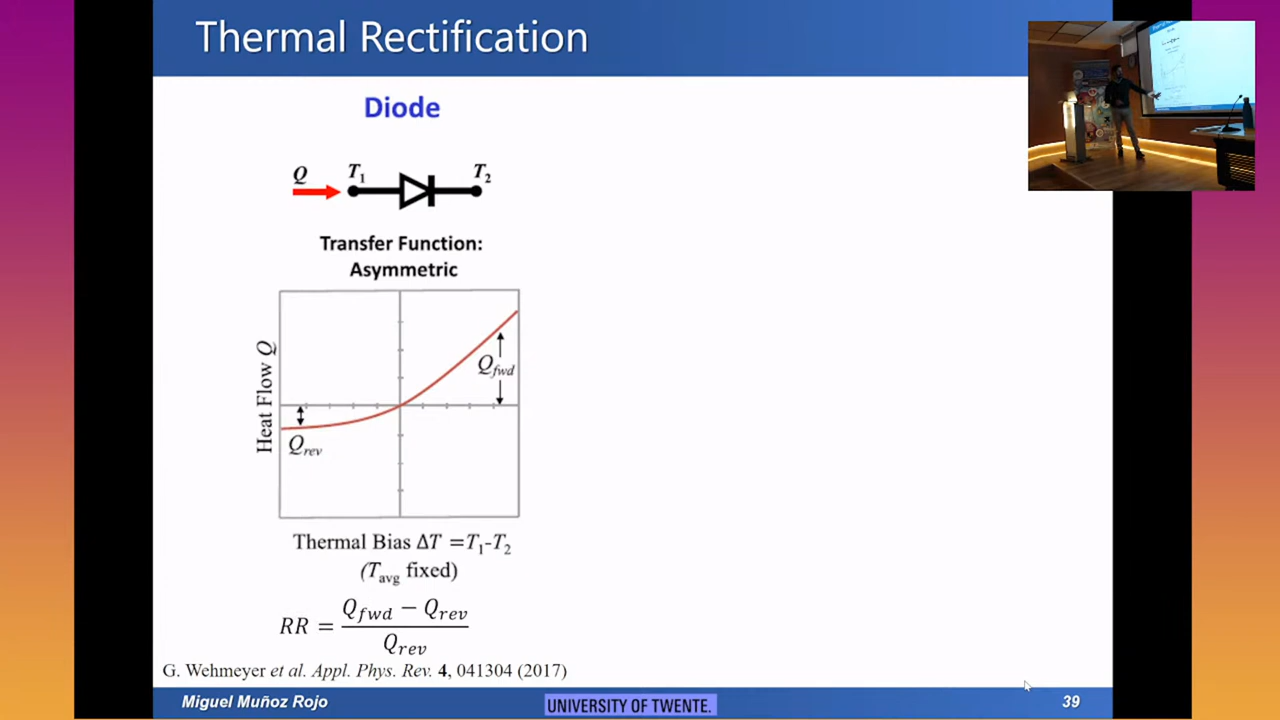 Thermal Rectification
Diode
Q T₁ T₂
Transfer Function:
Asymmetric
Heat Flow Q
Q_fwd
Q_rev
Thermal Bias ΔT =T₁-T₂
(T_avg fixed)
RR = (Q_fwd − Q_rev) / Q_rev
G. Wehmeyer et al. Appl. Phys. Rev. 4, 041304 (2017)
Miguel Muñoz Rojo UNIVERSITY OF TWENTE. 39